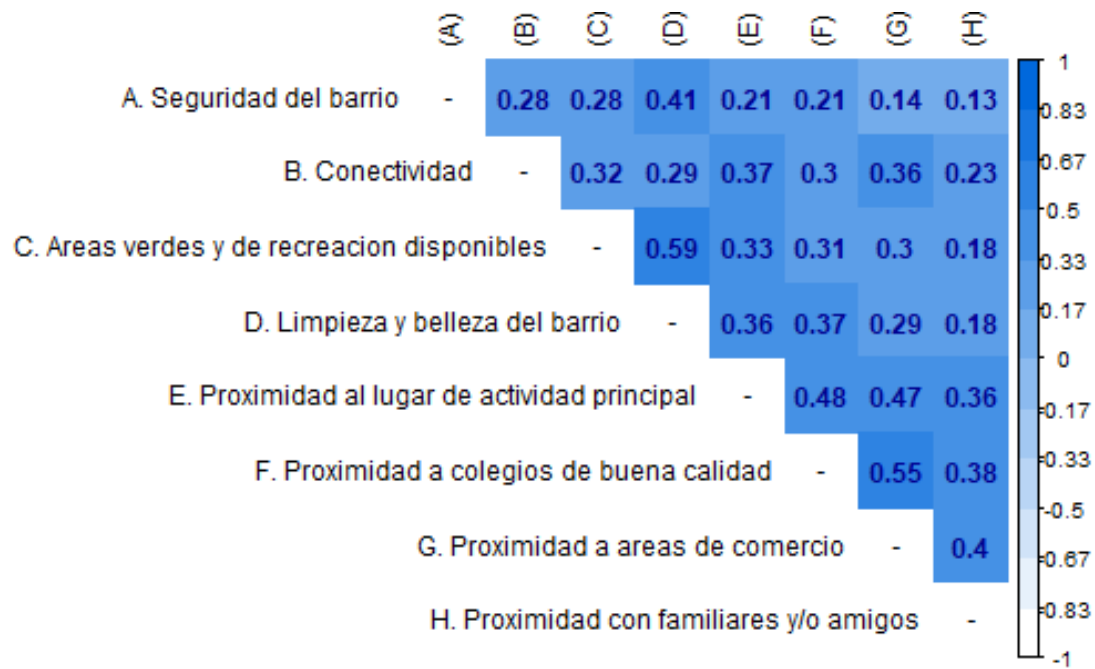 (A) (B) (C) (D) (E) (F) (G) (H)
A. Seguridad del barrio - 0.28 0.28 0.41 0.21 0.21 0.14 0.13
B. Conectividad - 0.32 0.29 0.37 0.3 0.36 0.23
C. Areas verdes y de recreacion disponibles - 0.59 0.33 0.31 0.3 0.18
D. Limpieza y belleza del barrio - 0.36 0.37 0.29 0.18
E. Proximidad al lugar de actividad principal - 0.48 0.47 0.36
F. Proximidad a colegios de buena calidad - 0.55 0.38
G. Proximidad a areas de comercio - 0.4
H. Proximidad con familiares y/o amigos -
1
0.83
0.67
0.5
0.33
0.17
0
-0.17
-0.33
-0.5
-0.67
-0.83
-1